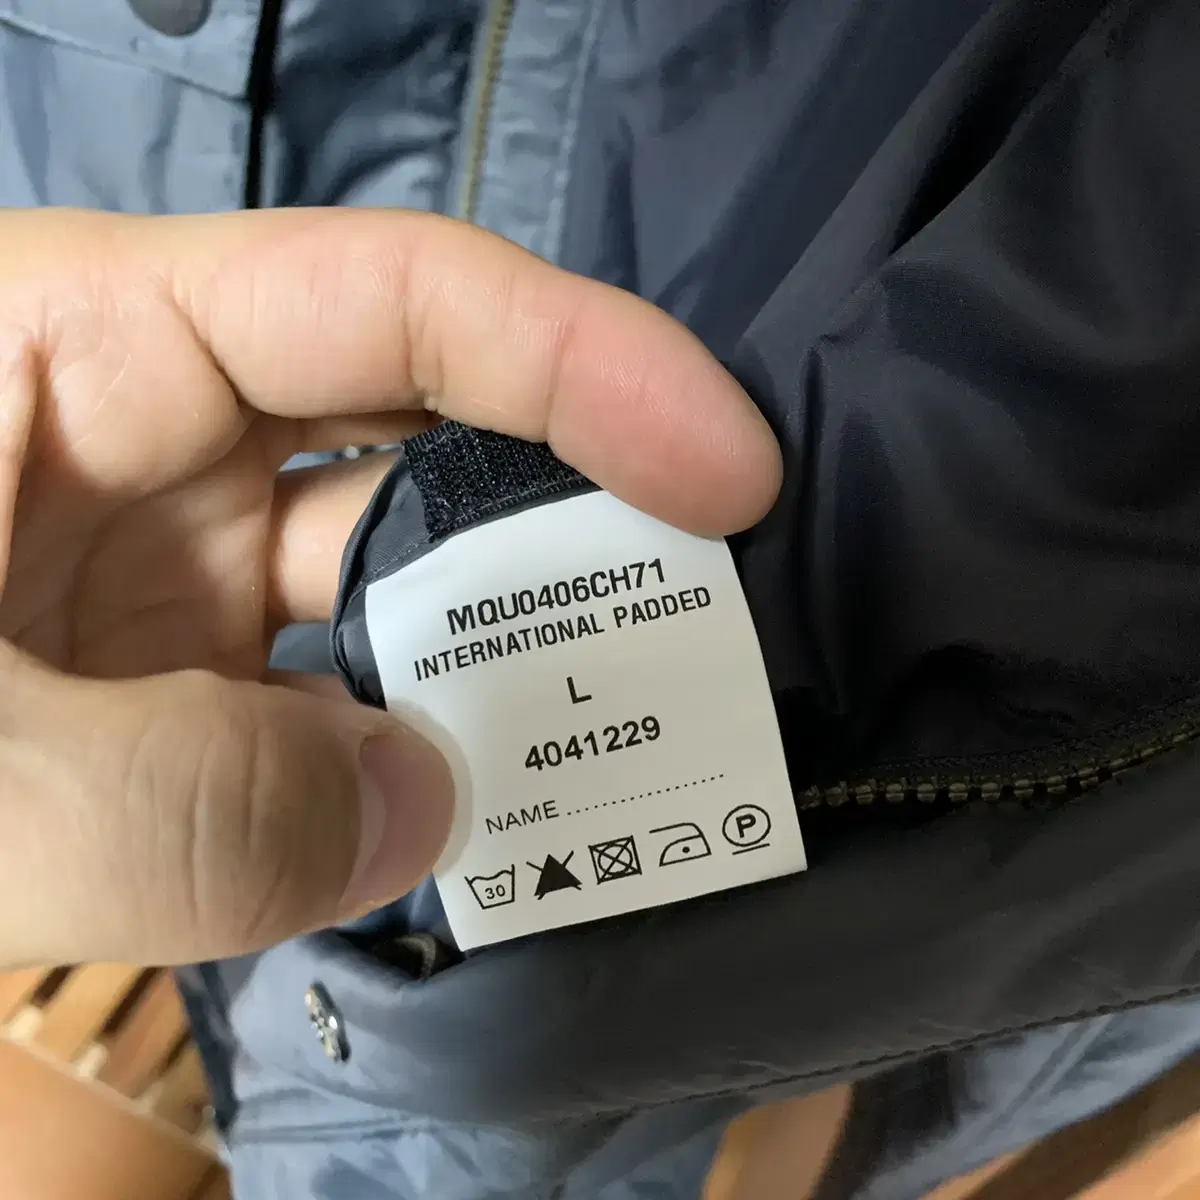 MQU0406CH71
INTERNATIONAL PADDED
L
4041229
NAME ..................
30 P